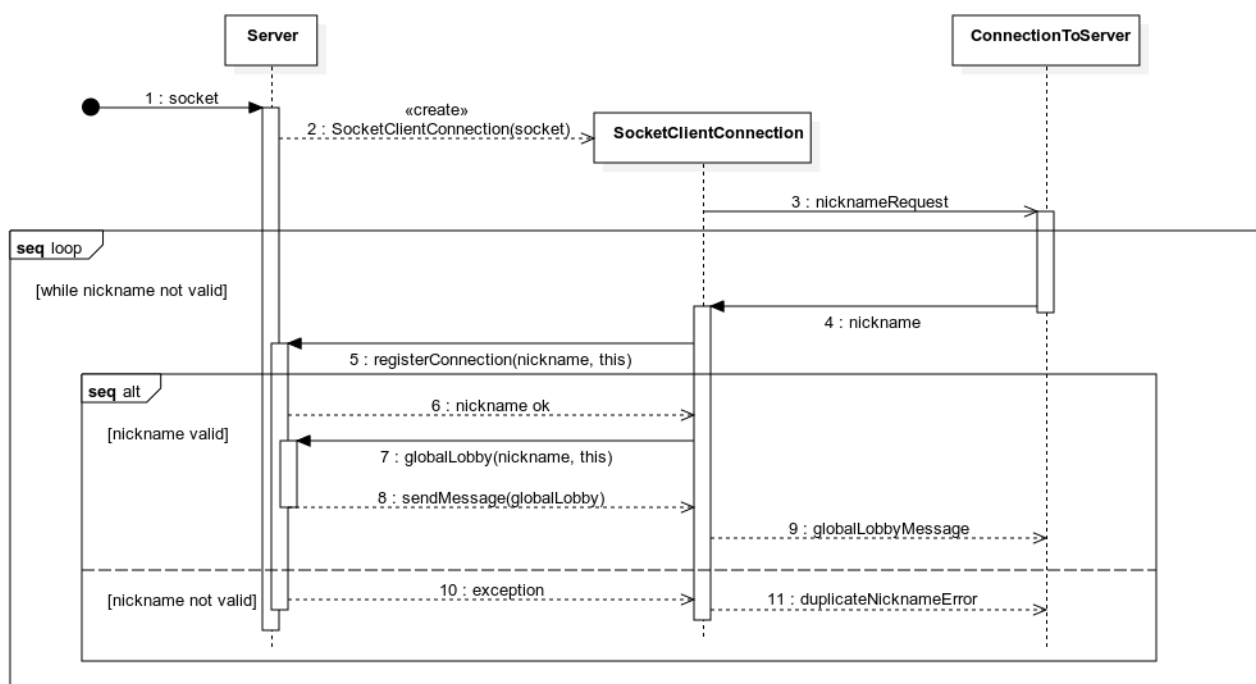 Server
ConnectionToServer
1 : socket
«create»
2 : SocketClientConnection(socket)
SocketClientConnection
3 : nicknameRequest
seq loop
[while nickname not valid]
4 : nickname
5 : registerConnection(nickname, this)
seq alt
6 : nickname ok
[nickname valid]
7 : globalLobby(nickname, this)
8 : sendMessage(globalLobby)
9 : globalLobbyMessage
10 : exception
[nickname not valid]
11 : duplicateNicknameError